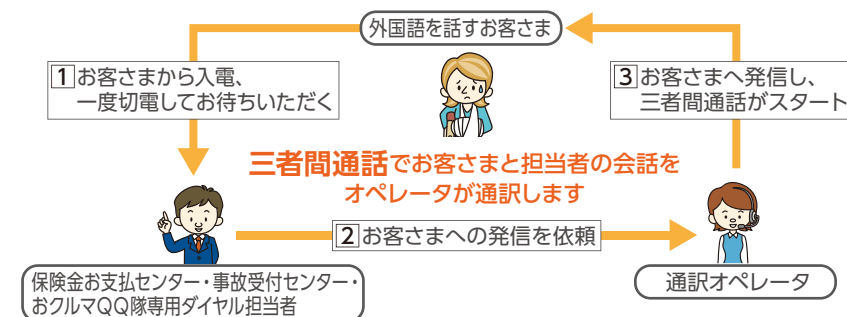 外国語を話すお客さま
1 お客さまから入電、
一度切電してお待ちいただく
3 お客さまへ発信し、
三者間通話がスタート
三者間通話でお客さまと担当者の会話を
オペレータが通訳します
2 お客さまへの発信を依頼
保険金お支払センター・事故受付センター・
おクルマQQ隊専用ダイヤル担当者
通訳オペレータ